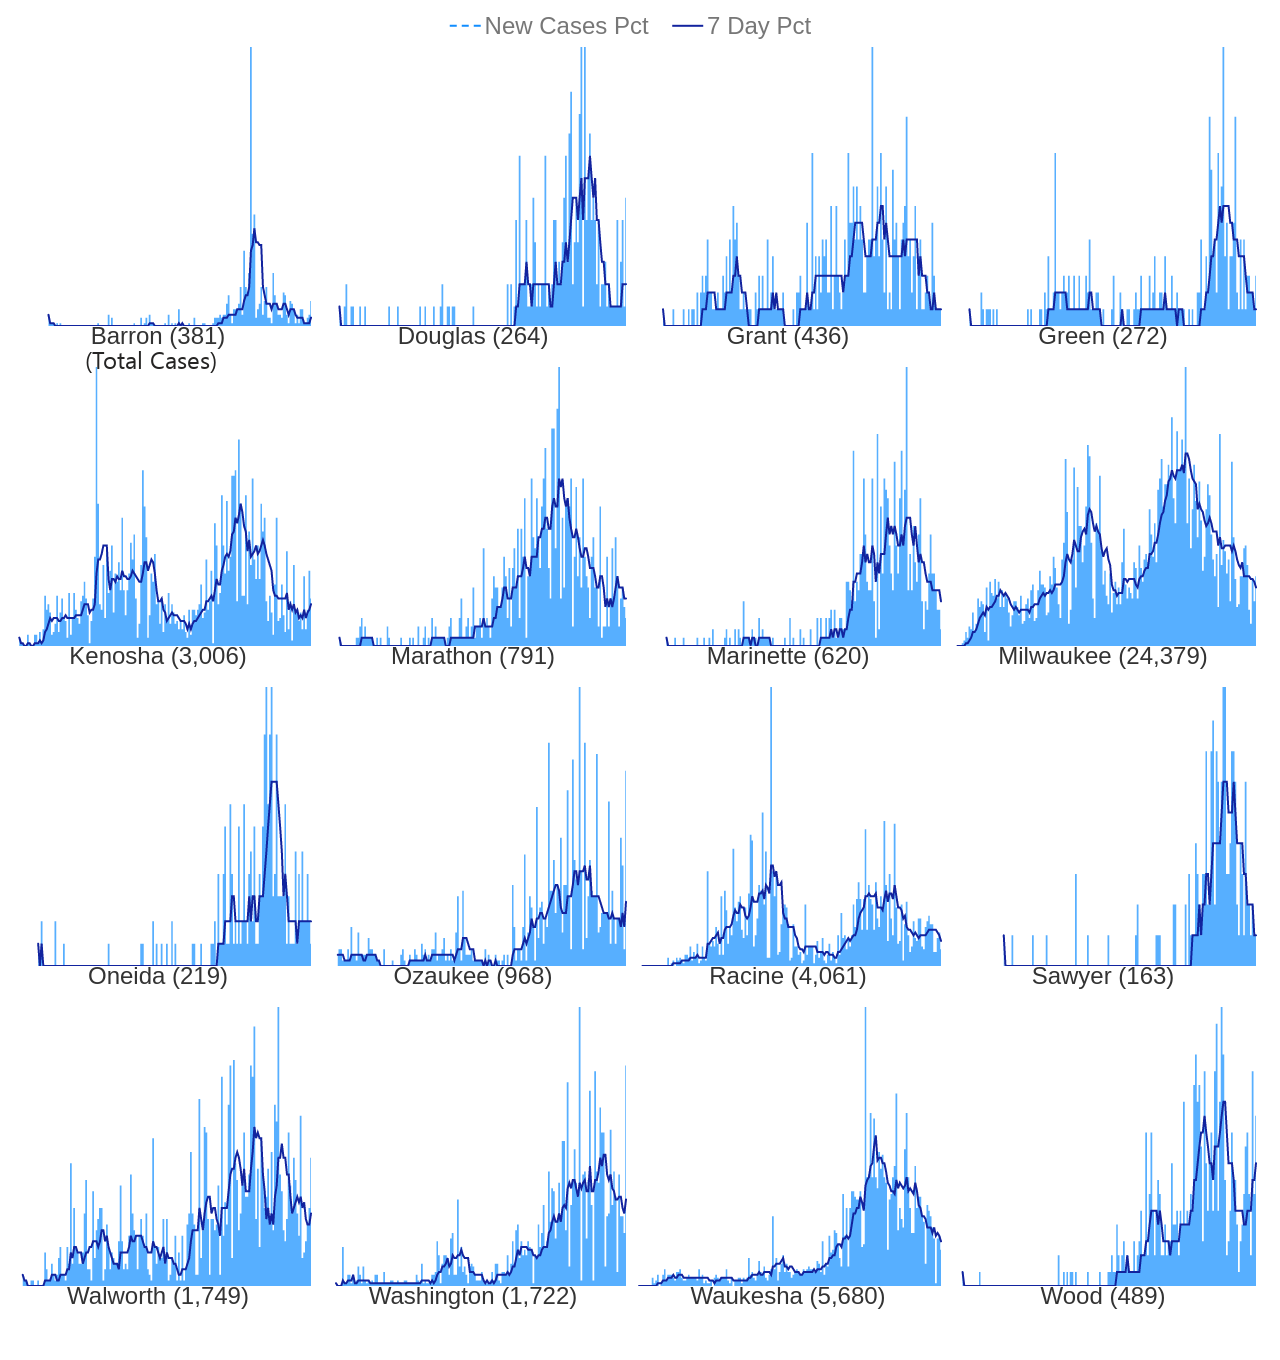 New Cases Pct 7 Day Pct
Barron (381) Douglas (264) Grant (436) Green (272)
(Total Cases)
Kenosha (3,006) Marathon (791) Marinette (620) Milwaukee (24,379)
Oneida (219) Ozaukee (968) Racine (4,061) Sawyer (163)
Walworth (1,749) Washington (1,722) Waukesha (5,680) Wood (489)